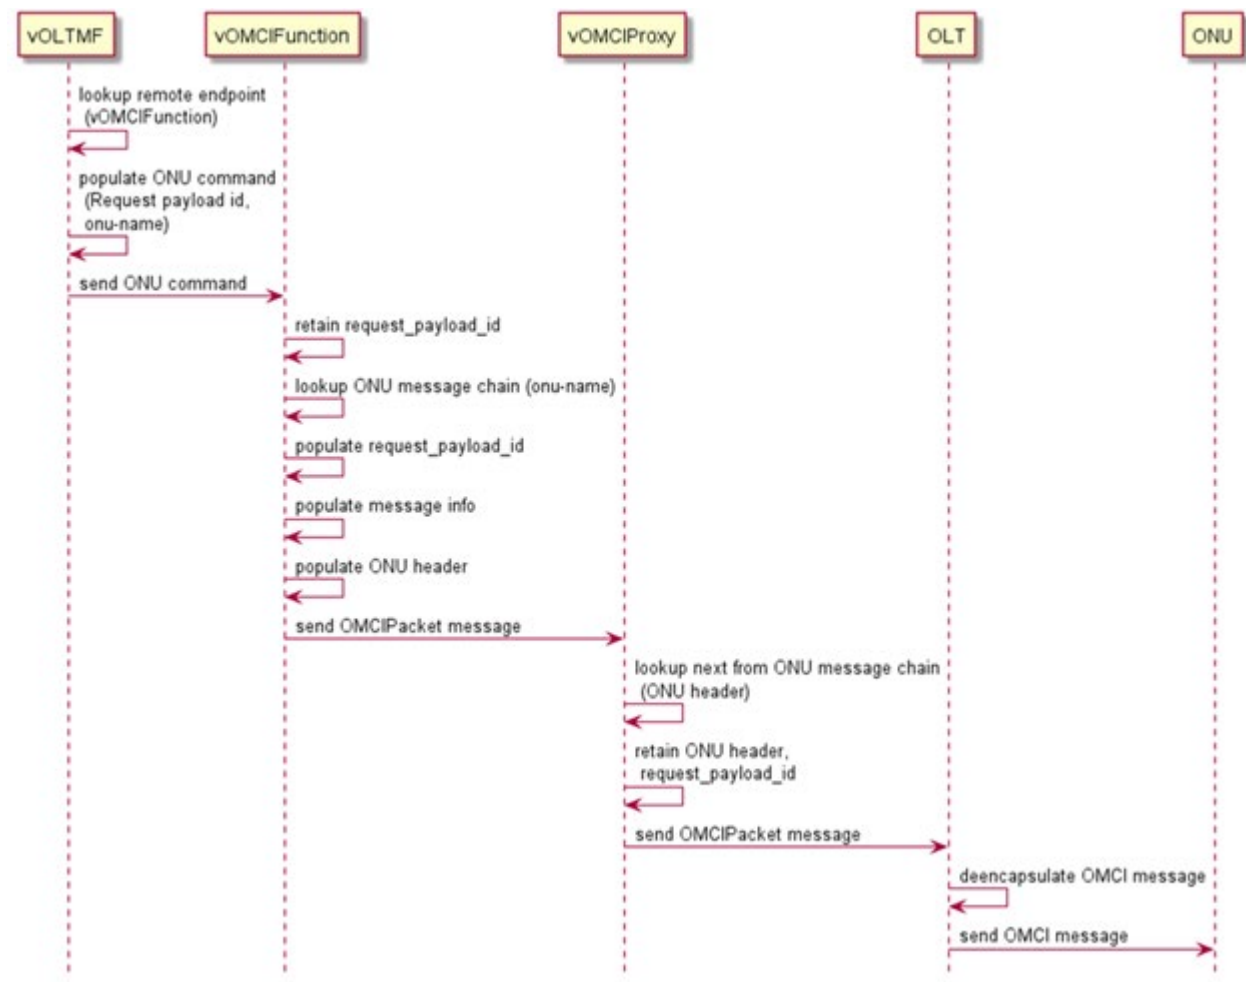 vOLTMF
vOMCIFunction
vOMCIProxy
OLT
ONU
lookup remote endpoint
(vOMCIFunction)
populate ONU command
(Request payload id,
onu-name)
send ONU command
retain request_payload_id
lookup ONU message chain (onu-name)
populate request_payload_id
populate message info
populate ONU header
send OMCIPacket message
lookup next from ONU message chain
(ONU header)
retain ONU header,
request_payload_id
send OMCIPacket message
deencapsulate OMCI message
send OMCI message